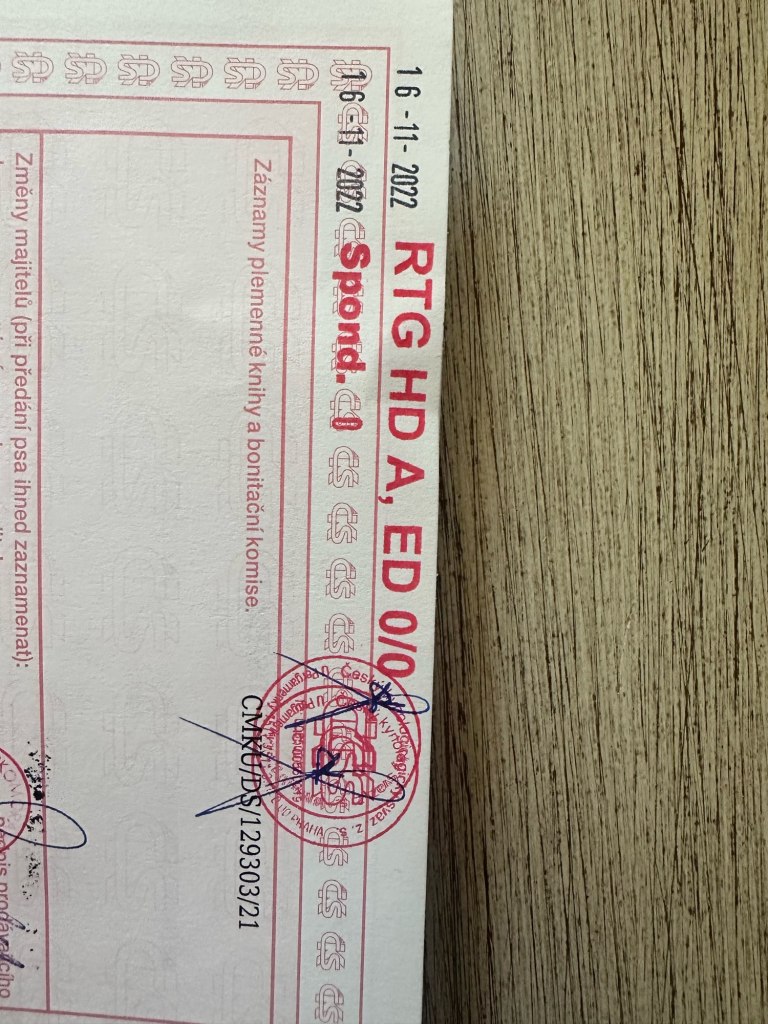 16-11-2022 RTG HD A, ED 0/0
16-11-2022 Spond. 0
Záznamy plemenné knihy a bonitační komise.
CMKU/DS/129303/21
Změny majitelů (při předání psa ihned zaznamenat):
prodávajícího